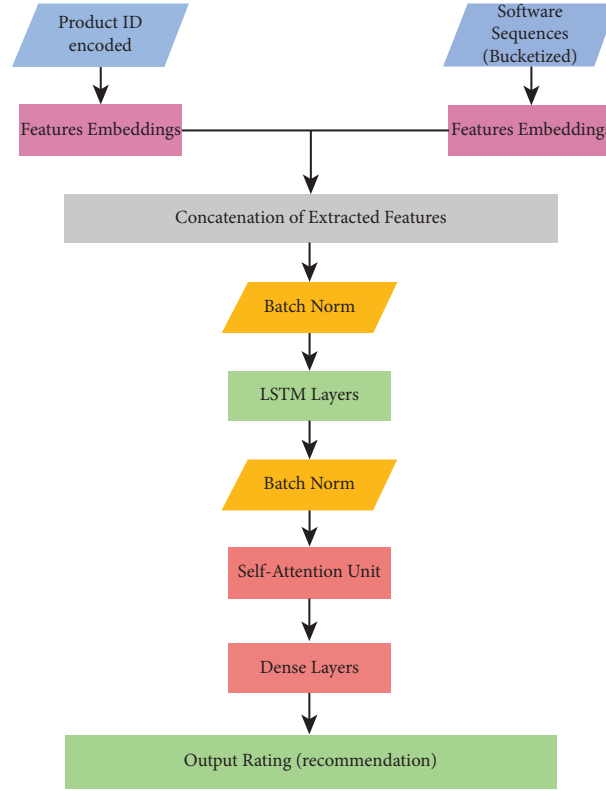 Product ID
encoded
Software
Sequences
(Bucketized)
Features Embeddings
Features Embeddings
Concatenation of Extracted Features
Batch Norm
LSTM Layers
Batch Norm
Self-Attention Unit
Dense Layers
Output Rating (recommendation)